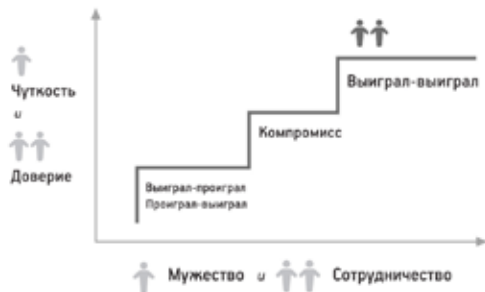 Чуткость
и
Доверие
Выиграл-выиграл
Компромисс
Выиграл-проиграл
Проиграл-выиграл
Мужество и Сотрудничество